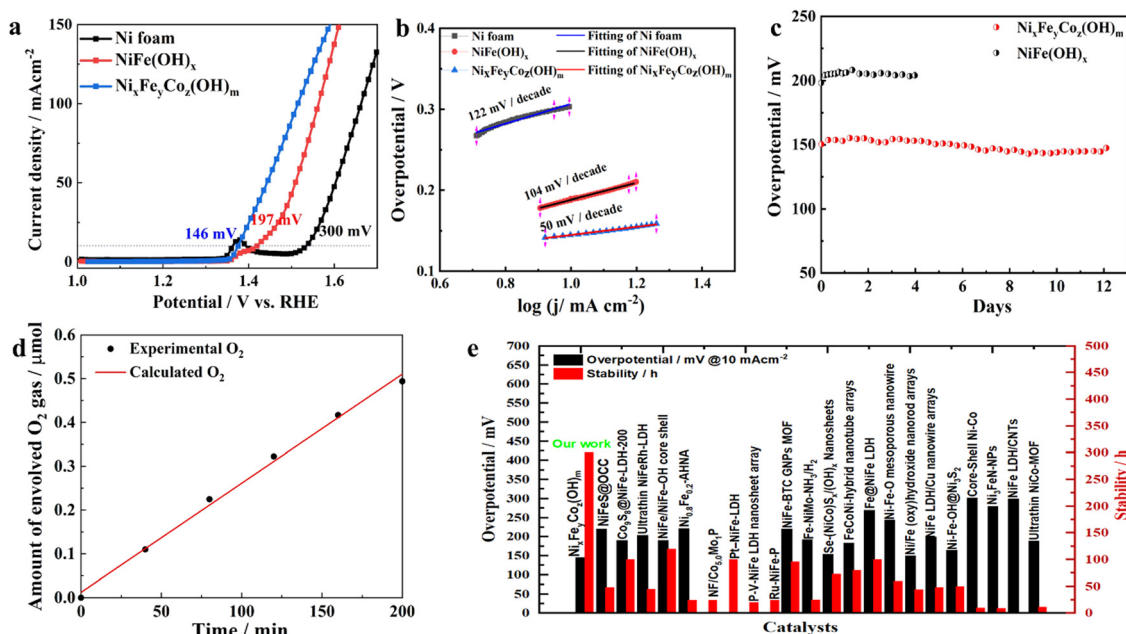 a
Current density / mAcm⁻²
150
100
50
0
1.0
1.2
1.4
1.6
Potential / V vs. RHE
Ni foam
NiFe(OH)ₓ
NiₓFeᵧCo_z(OH)ₘ
146 mV
197 mV
300 mV
b
Overpotential / V
0.4
0.3
0.2
0.1
0.6
0.8
1.0
1.2
1.4
log (j/ mA cm⁻²)
Ni foam
NiFe(OH)ₓ
NiₓFeᵧCo_z(OH)ₘ
Fitting of Ni foam
Fitting of NiFe(OH)ₓ
Fitting of NiₓFeᵧCo_z(OH)ₘ
122 mV / decade
104 mV / decade
50 mV / decade
c
Overpotential / mV
250
200
150
100
50
0
2
4
6
8
10
12
Days
NiₓFeᵧCo_z(OH)ₘ
NiFe(OH)ₓ
d
Amount of envolved O₂ gas / μmol
0.6
0.5
0.4
0.3
0.2
0.1
0.0
0
40
80
120
160
200
Time / min
Experimental O₂
Calculated O₂
e
Overpotential / mV
700
650
600
550
500
450
400
350
300
250
200
150
100
50
0
Overpotential / mV @10 mAcm⁻²
Stability / h
Our work
NiₓFeᵧCo_z(OH)ₘ
NiFeS@OCC
Co₉S₈@NiFe-LDH-200
Ultrathin NiFeRh-LDH
NiFe/NiFe-OH core shell
Ni₀.₈Fe₀.₂-AHNA
NF/Co₅.₀Mo₁P
Pt-NiFe-LDH
P-V-NiFe LDH nanosheet array
Ru-NiFe-P
NiFe-BTC GNPs MOF
Fe-NiMo-NH₃/H₂
Se-(NiCo)Sₓ/(OH)ₓ Nanosheets
FeCoNi-hybrid nanotube arrays
Fe@NiFe LDH
Ni-Fe-O mesoporous nanowire
Ni/Fe (oxy)hydroxide nanorod arrays
NiFe LDH/Cu nanowire arrays
Ni-Fe-OH@Ni₃S₂
Core-Shell Ni-Co
Ni₃FeN-NPs
NiFe LDH/CNTs
Ultrathin NiCo-MOF
Catalysts
500
450
400
350
300
250
200
150
100
50
0
Stability / h